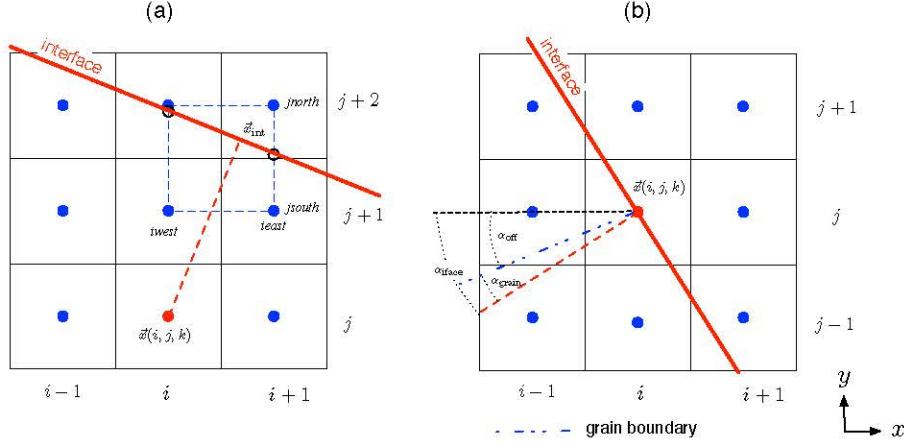 (a)
(b)
interface
jnorth
j + 2
x⃗int
iwest
ieast
jsouth
j + 1
x⃗(i, j, k)
j
i − 1
i
i + 1
interface
j + 1
x⃗(i, j, k)
j
αoff
αiface
αgrain
j − 1
i − 1
i
i + 1
grain boundary
y
x